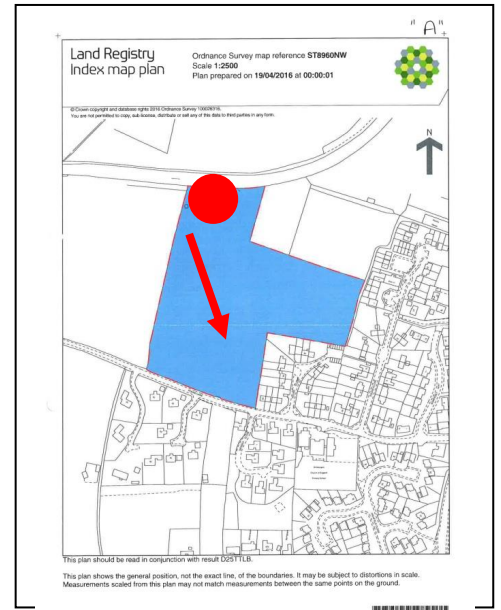 "A"
Land Registry
Index map plan
Ordnance Survey map reference ST8960NW
Scale 1:2500
Plan prepared on 19/04/2016 at 00:00:01
© Crown copyright and database rights 2016 Ordnance Survey 100026316.
You are not permitted to copy, sub-license, distribute or sell any of this data to third parties in any form.
N
This plan should be read in conjunction with result D25TTLB.
This plan shows the general position, not the exact line, of the boundaries. It may be subject to distortions in scale.
Measurements scaled from this plan may not match measurements between the same points on the ground.